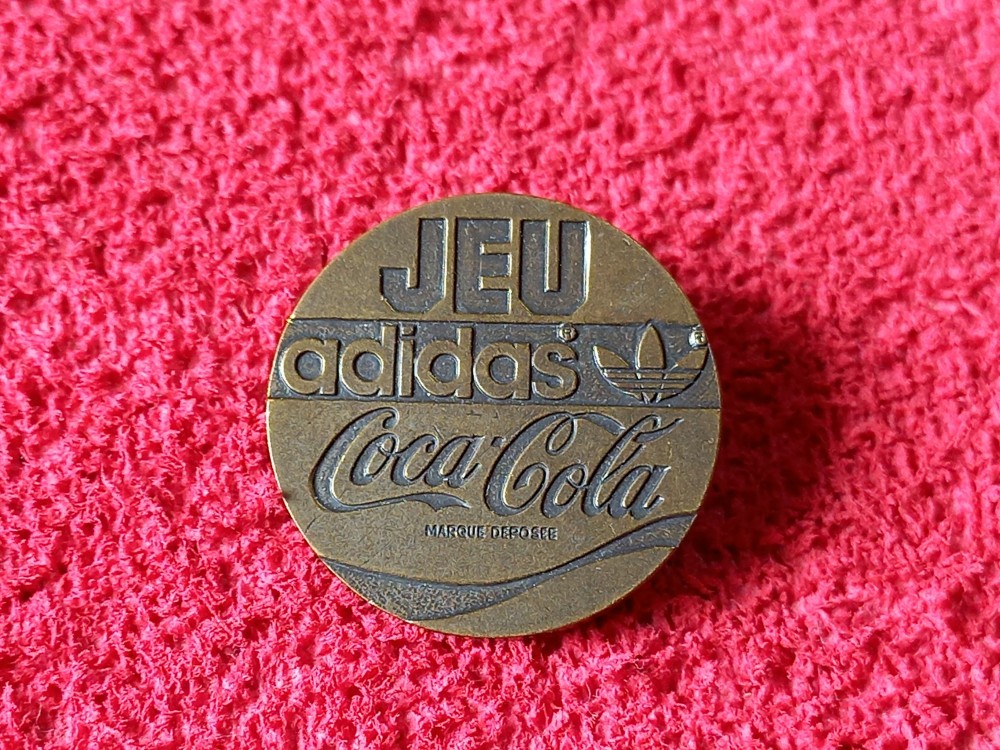 JEU
adidas®
®
Coca-Cola
MARQUE DEPOSEE